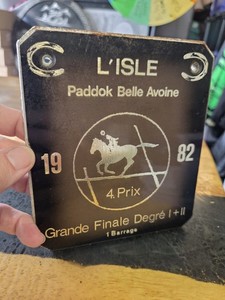 L'ISLE
Paddok Belle Avoine
19 82
4. Prix
Grande Finale Degré I+II
1 Barrage